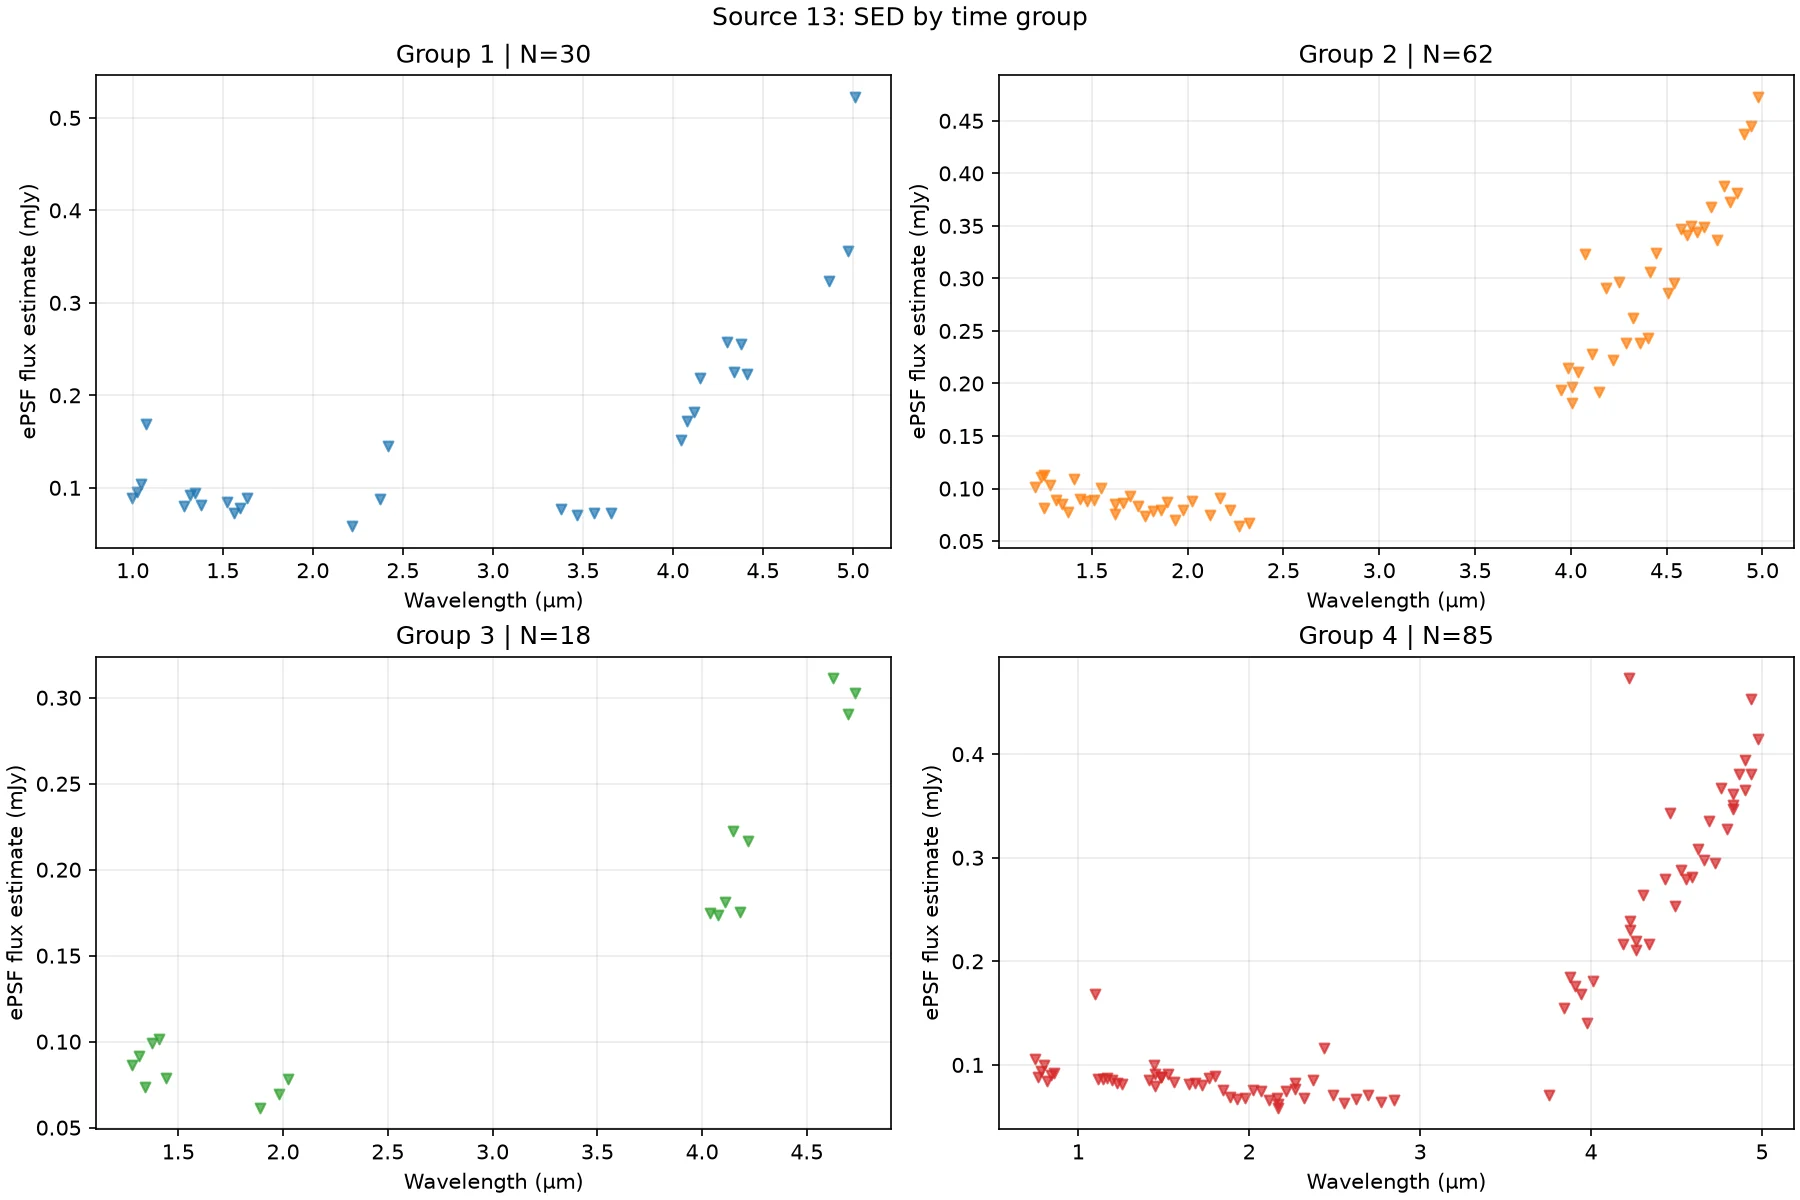 Source 13: SED by time group
Group 1 | N=30
ePSF flux estimate (mJy)
0.5
0.4
0.3
0.2
0.1
1.0 1.5 2.0 2.5 3.0 3.5 4.0 4.5 5.0
Wavelength (µm)
Group 2 | N=62
ePSF flux estimate (mJy)
0.45
0.40
0.35
0.30
0.25
0.20
0.15
0.10
0.05
1.5 2.0 2.5 3.0 3.5 4.0 4.5 5.0
Wavelength (µm)
Group 3 | N=18
ePSF flux estimate (mJy)
0.30
0.25
0.20
0.15
0.10
0.05
1.5 2.0 2.5 3.0 3.5 4.0 4.5
Wavelength (µm)
Group 4 | N=85
ePSF flux estimate (mJy)
0.4
0.3
0.2
0.1
1 2 3 4 5
Wavelength (µm)